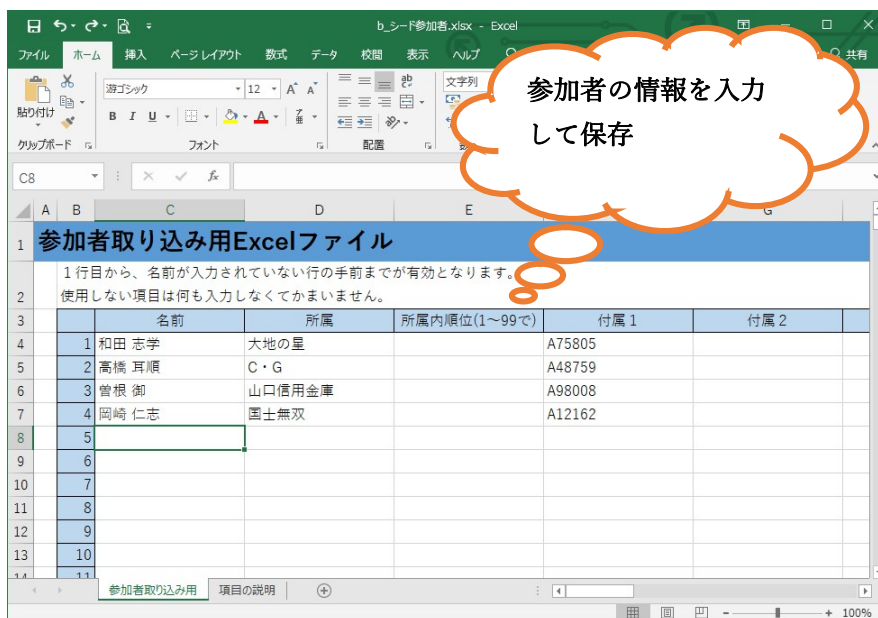 b_シード参加者.xlsx - Excel
ファイル ホーム 挿入 ページ レイアウト 数式 データ 校閲 表示 ヘルプ 共有
貼り付け
游ゴシック 12 A A
文字列
B I U A
クリップボード フォント 配置
参加者の情報を入力
して保存
C8 fx
A B C D E G
1 参加者取り込み用Excelファイル
1行目から、名前が入力されていない行の手前までが有効となります。
2 使用しない項目は何も入力しなくてかまいません。
3 名前 所属 所属内順位(1～99で) 付属1 付属2
4 1 和田 志学 大地の星 A75805
5 2 高橋 耳順 C・G A48759
6 3 曽根 御 山口信用金庫 A98008
7 4 岡崎 仁志 国士無双 A12162
8 5
9 6
10 7
11 8
12 9
13 10
14 11
参加者取り込み用 項目の説明
100%